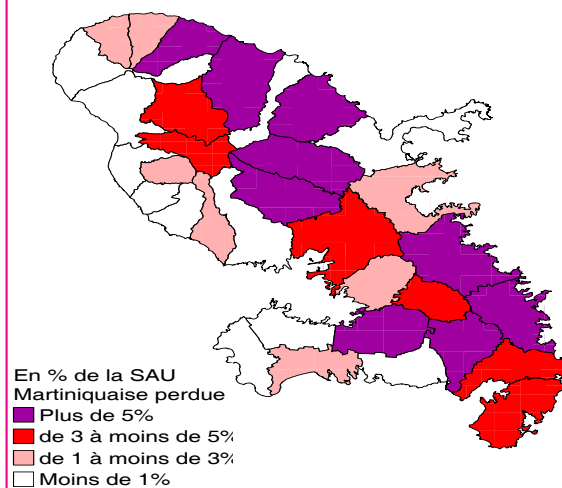 En % de la SAU
Martiniquaise perdue
Plus de 5%
de 3 à moins de 5%
de 1 à moins de 3%
Moins de 1%